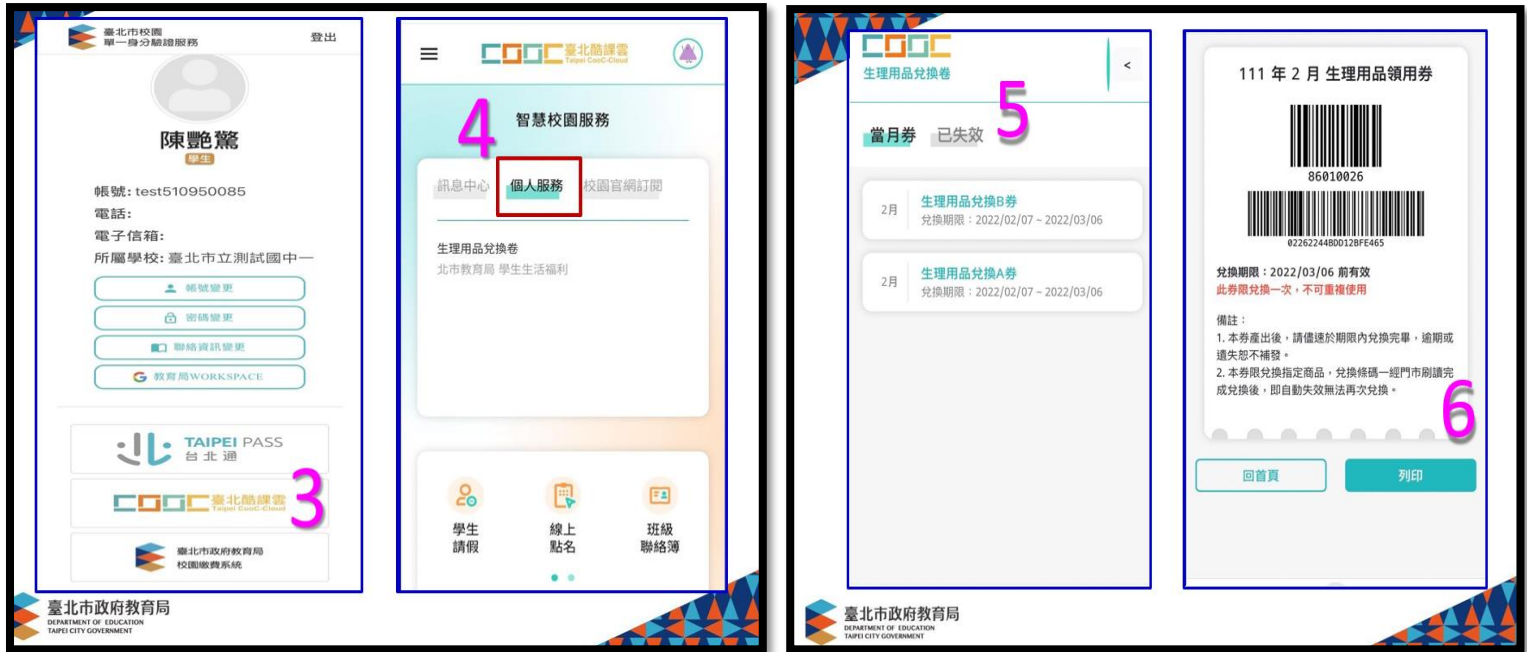 臺北市校園
單一身分驗證服務
登出
陳艷驚
學生
帳號: test510950085
電話:
電子信箱:
所屬學校: 臺北市立測試國中一
帳號變更
密碼變更
聯絡資訊變更
G 教育局WORKSPACE
TAIPEI PASS
台北通
COOC 臺北酷課雲
Taipei CooC-Cloud
3
臺北市政府教育局
校園繳費系統
COOC 臺北酷課雲
Taipei CooC-Cloud
4
智慧校園服務
訊息中心 個人服務 校園官網訂閱
生理用品兌換卷
北市教育局 學生生活福利
學生
請假
線上
點名
班級
聯絡簿
臺北市政府教育局
DEPARTMENT OF EDUCATION
TAIPEI CITY GOVERNMENT
COOC
生理用品兌換卷
<
5
當月券 已失效
2月
生理用品兌換B券
兌換期限：2022/02/07 ~ 2022/03/06
2月
生理用品兌換A券
兌換期限：2022/02/07 ~ 2022/03/06
111 年 2 月 生理用品領用券
86010026
02262244BDD12BFE465
兌換期限：2022/03/06 前有效
此券限兌換一次，不可重複使用
備註：
1. 本券產出後，請儘速於期限內兌換完畢，逾期或
遺失恕不補發。
2. 本券限兌換指定商品，兌換條碼一經門市刷讀完
成兌換後，即自動失效無法再次兌換。
6
回首頁
列印
臺北市政府教育局
DEPARTMENT OF EDUCATION
TAIPEI CITY GOVERNMENT